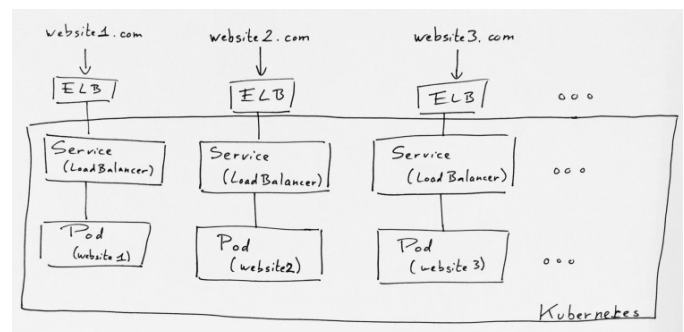 website1.com
website2.com
website3.com
ELB
ELB
ELB
Service
(LoadBalancer)
Service
(LoadBalancer)
Service
(LoadBalancer)
Pod
(website1)
Pod
(website2)
Pod
(website3)
Kubernetes